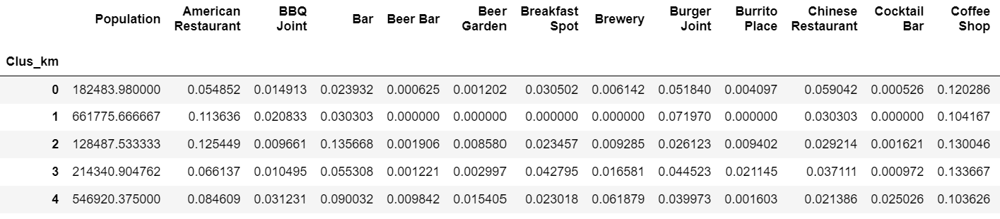 Population American Restaurant BBQ Joint Bar Beer Bar Beer Garden Breakfast Spot Brewery Burger Joint Burrito Place Chinese Restaurant Cocktail Bar Coffee Shop
Clus_km
0 182483.980000 0.054852 0.014913 0.023932 0.000625 0.001202 0.030502 0.006142 0.051840 0.004097 0.059042 0.000526 0.120286
1 661775.666667 0.113636 0.020833 0.030303 0.000000 0.000000 0.000000 0.000000 0.071970 0.000000 0.030303 0.000000 0.104167
2 128487.533333 0.125449 0.009661 0.135668 0.001906 0.008580 0.023457 0.009285 0.026123 0.009402 0.029214 0.001621 0.130046
3 214340.904762 0.066137 0.010495 0.055308 0.001221 0.002997 0.042795 0.016581 0.044523 0.021145 0.037111 0.000972 0.133667
4 546920.375000 0.084609 0.031231 0.090032 0.009842 0.015405 0.023018 0.061879 0.039973 0.001603 0.021386 0.025026 0.103626